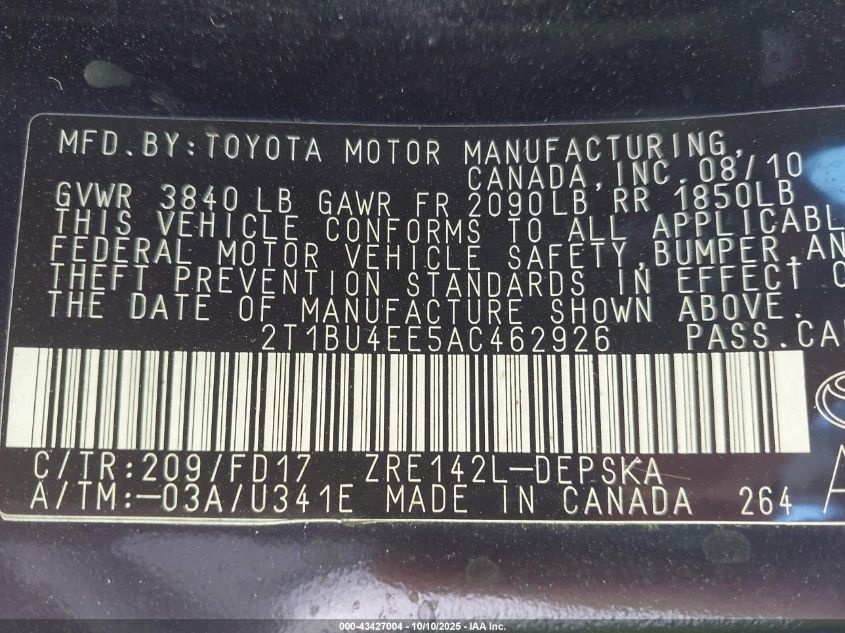 MFD.BY:TOYOTA MOTOR MANUFACTURING,
CANADA, INC. 08/10
GVWR 3840 LB GAWR FR 2090LB RR 1850LB
THIS VEHICLE CONFORMS TO ALL APPLICABL
FEDERAL MOTOR VEHICLE SAFETY, BUMPER, AN
THEFT PREVENTION STANDARDS IN EFFECT O
THE DATE OF MANUFACTURE SHOWN ABOVE.
2T1BU4EE5AC462926 PASS.CA
C/TR:209/FD17 ZRE142L-DEPSKA
A/TM:-03A/U341E MADE IN CANADA 264 A
000-43427004 | 10/10/2025 | IAA Inc.